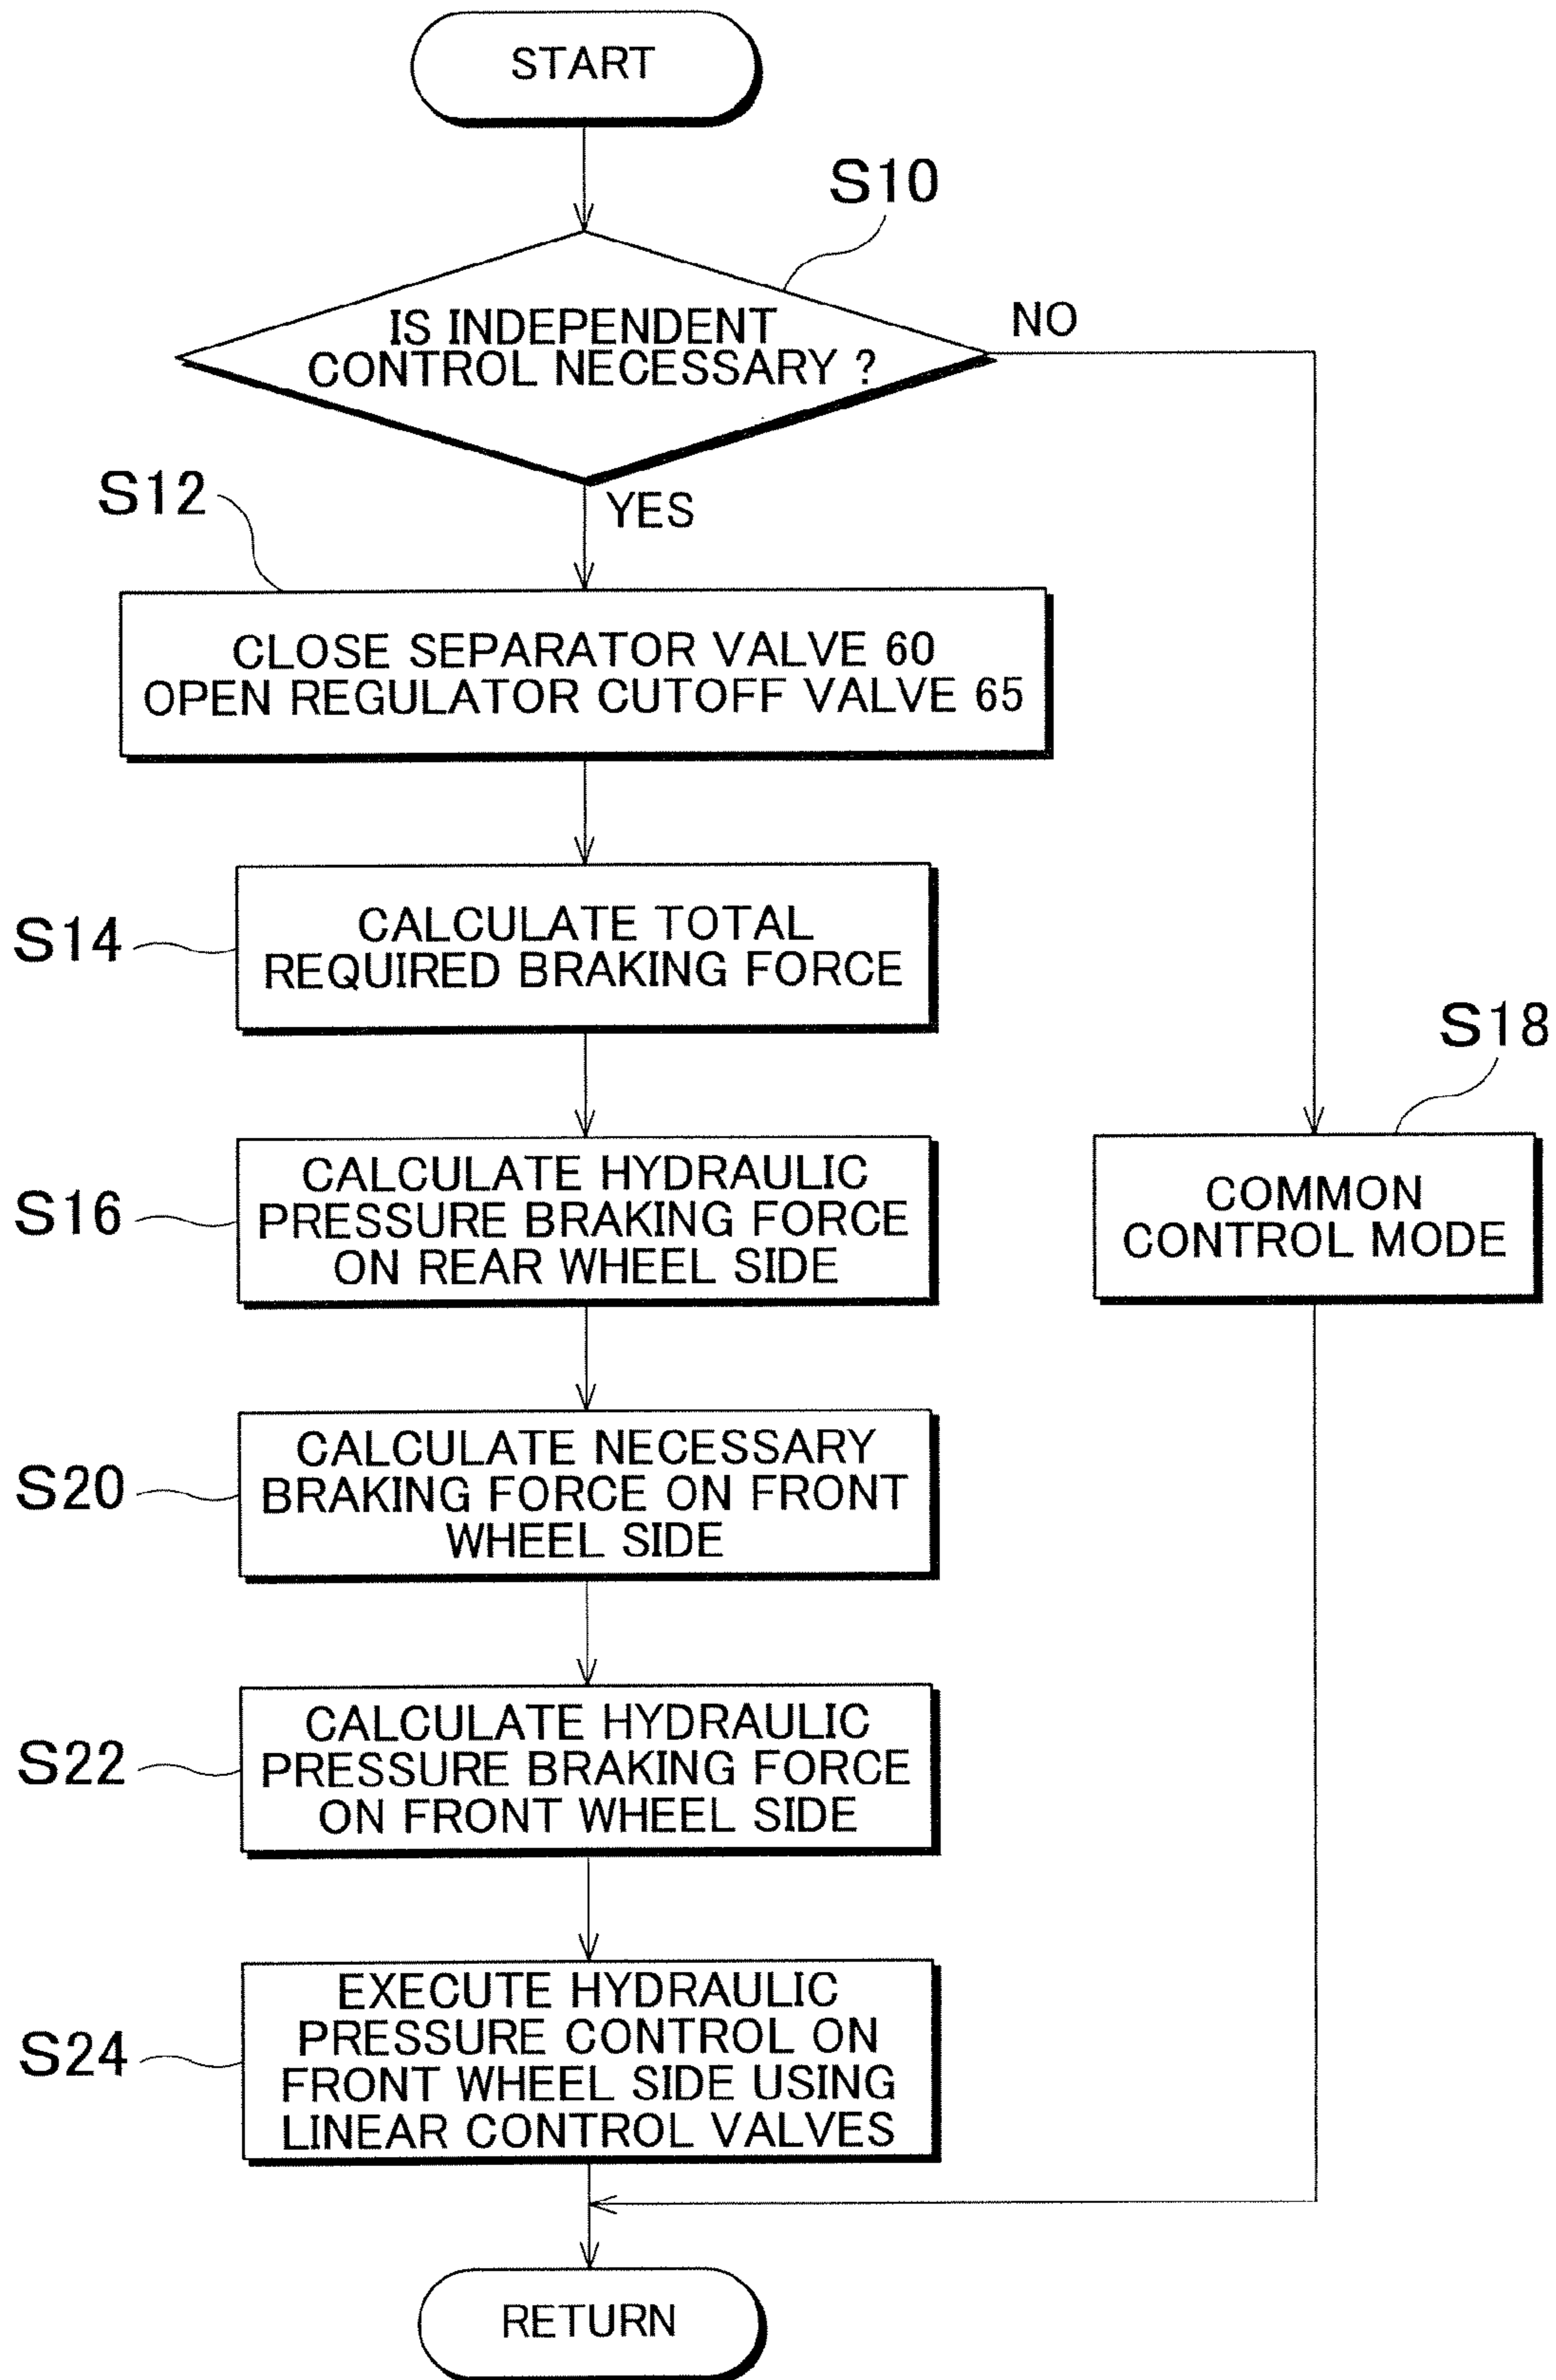 START
S10
IS INDEPENDENT
CONTROL NECESSARY ?
NO
YES
S12
CLOSE SEPARATOR VALVE 60
OPEN REGULATOR CUTOFF VALVE 65
S14
CALCULATE TOTAL
REQUIRED BRAKING FORCE
S16
CALCULATE HYDRAULIC
PRESSURE BRAKING FORCE
ON REAR WHEEL SIDE
S18
COMMON
CONTROL MODE
S20
CALCULATE NECESSARY
BRAKING FORCE ON FRONT
WHEEL SIDE
S22
CALCULATE HYDRAULIC
PRESSURE BRAKING FORCE
ON FRONT WHEEL SIDE
S24
EXECUTE HYDRAULIC
PRESSURE CONTROL ON
FRONT WHEEL SIDE USING
LINEAR CONTROL VALVES
RETURN